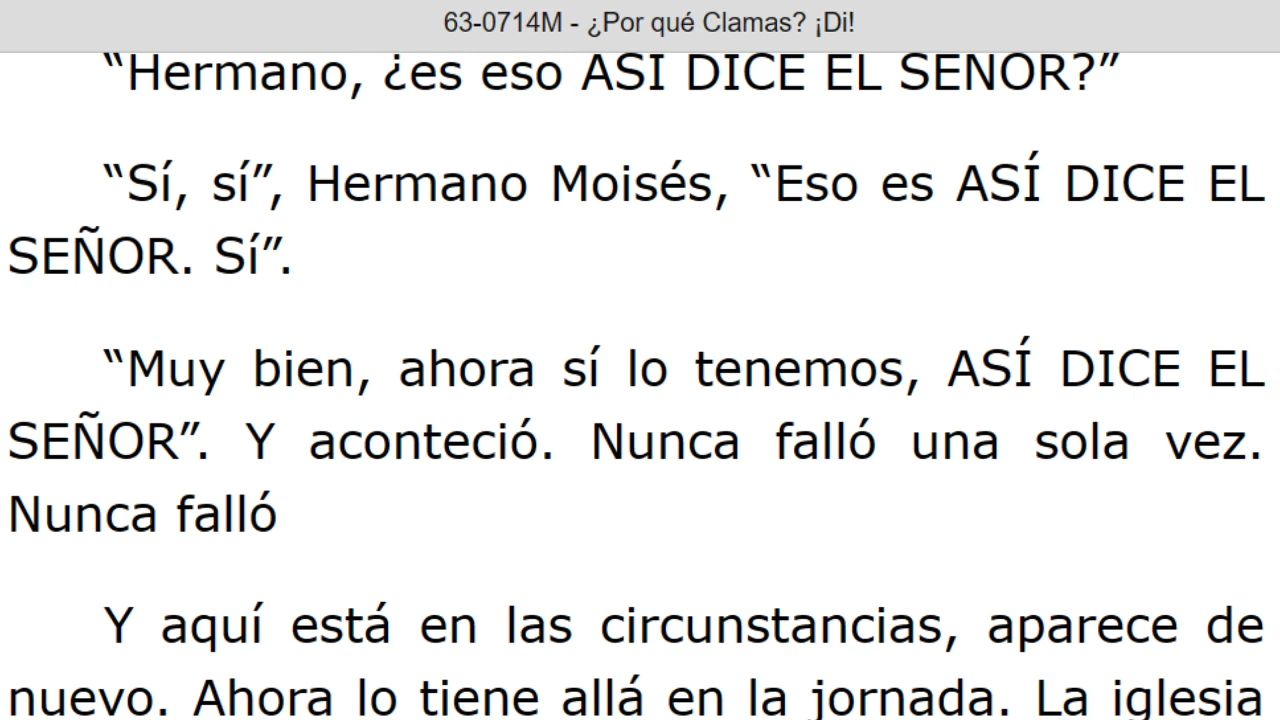 63-0714M - ¿Por qué Clamas? ¡Di!
“Hermano, ¿es eso ASÍ DICE EL SEÑOR?”
“Sí, sí”, Hermano Moisés, “Eso es ASÍ DICE EL
SEÑOR. Sí”.
“Muy bien, ahora sí lo tenemos, ASÍ DICE EL
SEÑOR”. Y aconteció. Nunca falló una sola vez.
Nunca falló
Y aquí está en las circunstancias, aparece de
nuevo. Ahora lo tiene allá en la jornada. La iglesia